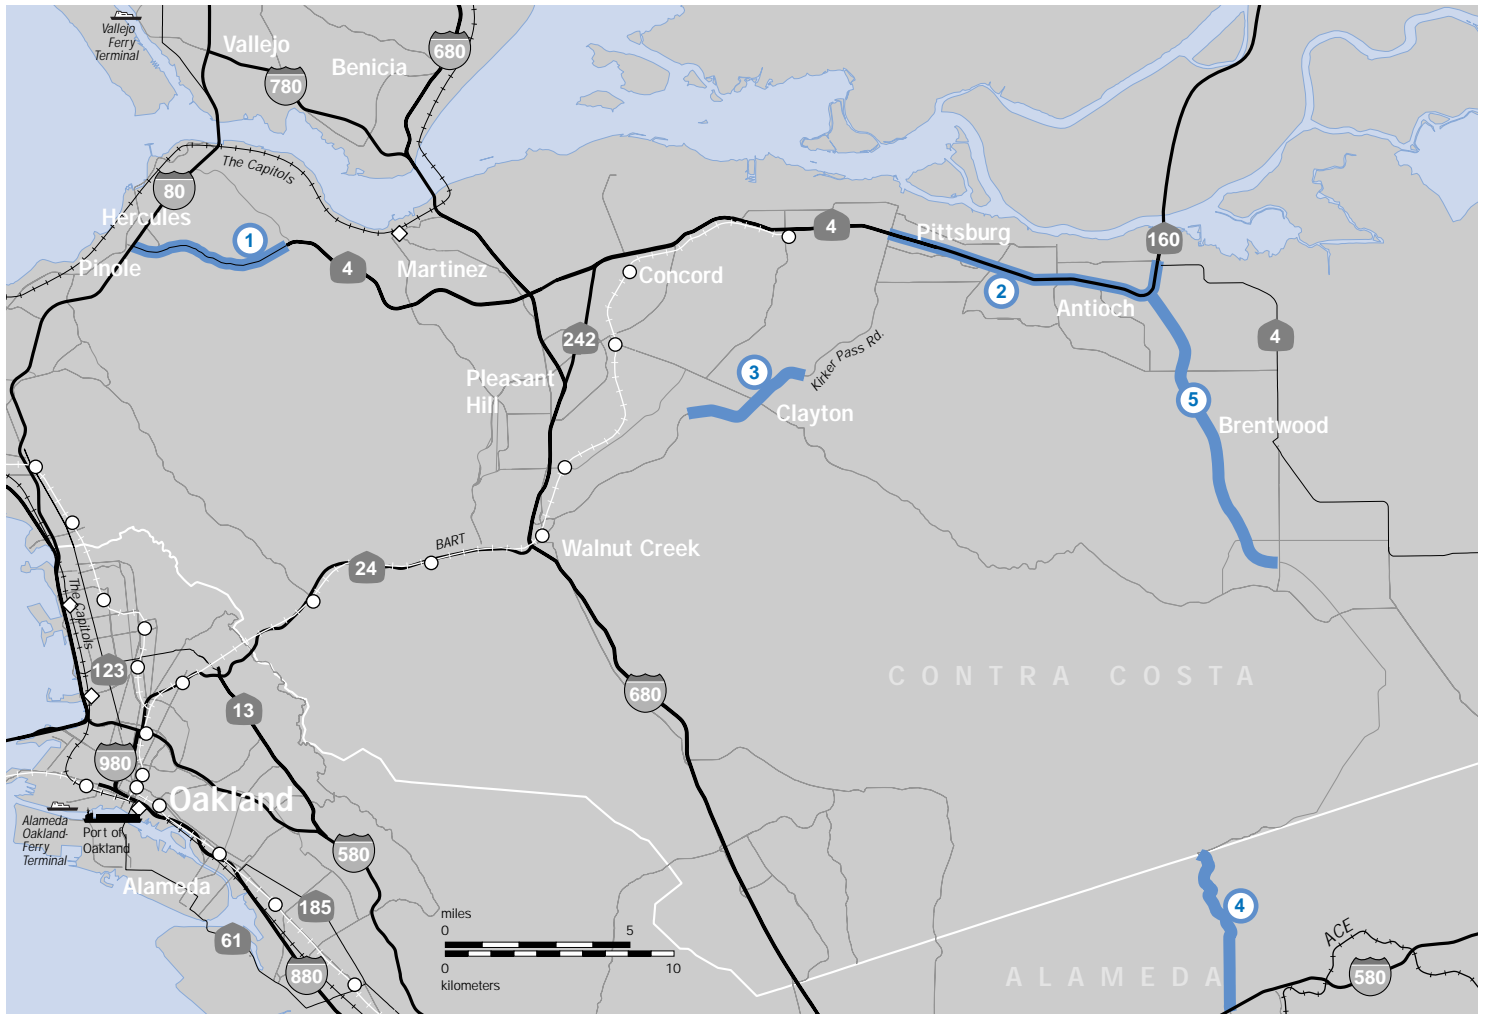 Vallejo
Ferry
Terminal
Vallejo
Benicia
680
780
The Capitols
80
Hercules
1
Pinole
4
Martinez
Concord
4
Pittsburg
160
2
Antioch
4
242
Kirker Pass Rd.
3
Pleasant
Hill
Clayton
5
Brentwood
BART
Walnut Creek
24
The Capitols
123
13
680
CONTRA COSTA
980
Oakland
Alameda
Oakland-
Ferry
Terminal
Port of
Oakland
580
Alameda
185
61
880
miles
0 5
0 10
kilometers
4
ACE
580
ALAMEDA